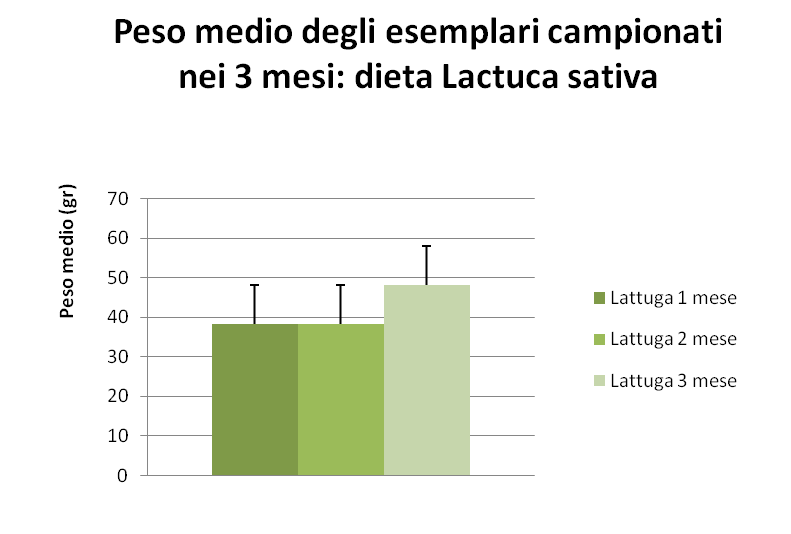 Peso medio degli esemplari campionati
nei 3 mesi: dieta Lactuca sativa
Peso medio (gr)
70
60
50
40
30
20
10
0
Lattuga 1 mese
Lattuga 2 mese
Lattuga 3 mese